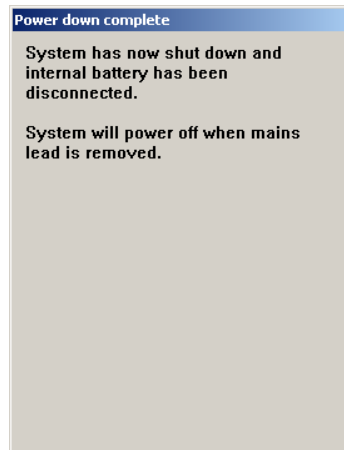 Power down complete
System has now shut down and
internal battery has been
disconnected.
System will power off when mains
lead is removed.